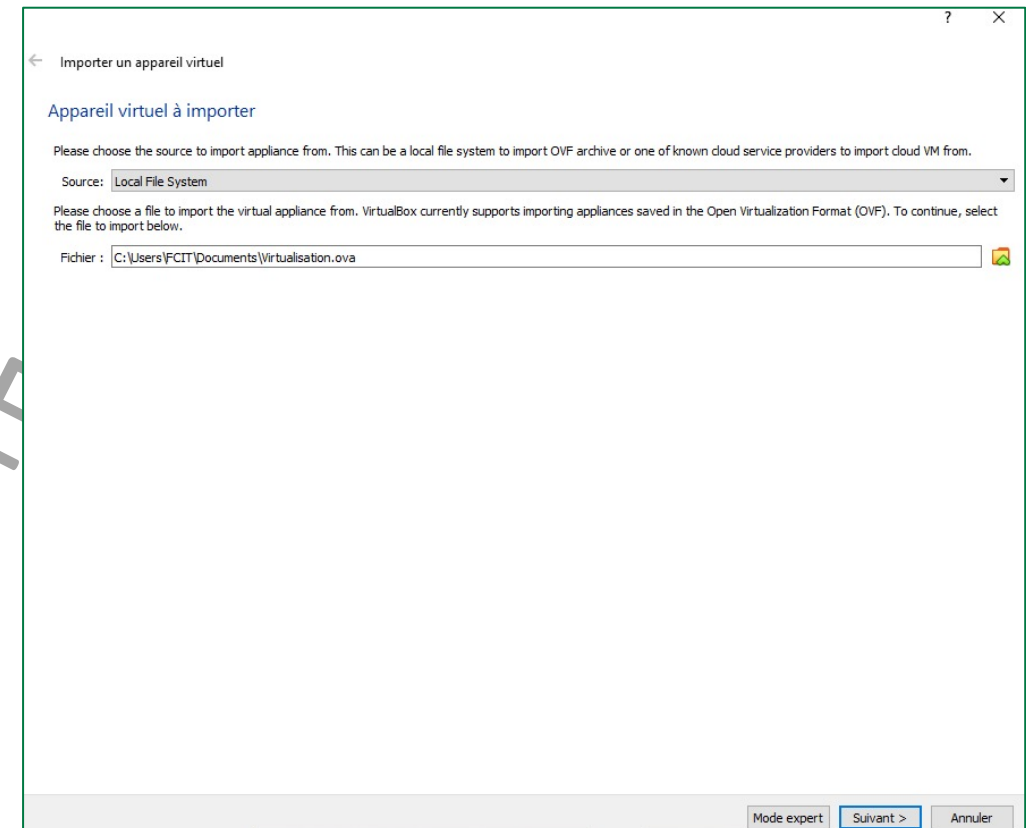 ?
Importer un appareil virtuel
Appareil virtuel à importer
Please choose the source to import appliance from. This can be a local file system to import OVF archive or one of known cloud service providers to import cloud VM from.
Source: Local File System
Please choose a file to import the virtual appliance from. VirtualBox currently supports importing appliances saved in the Open Virtualization Format (OVF). To continue, select
the file to import below.
Fichier : C:\Users\FCIT\Documents\Virtualisation.ova
Mode expert Suivant > Annuler